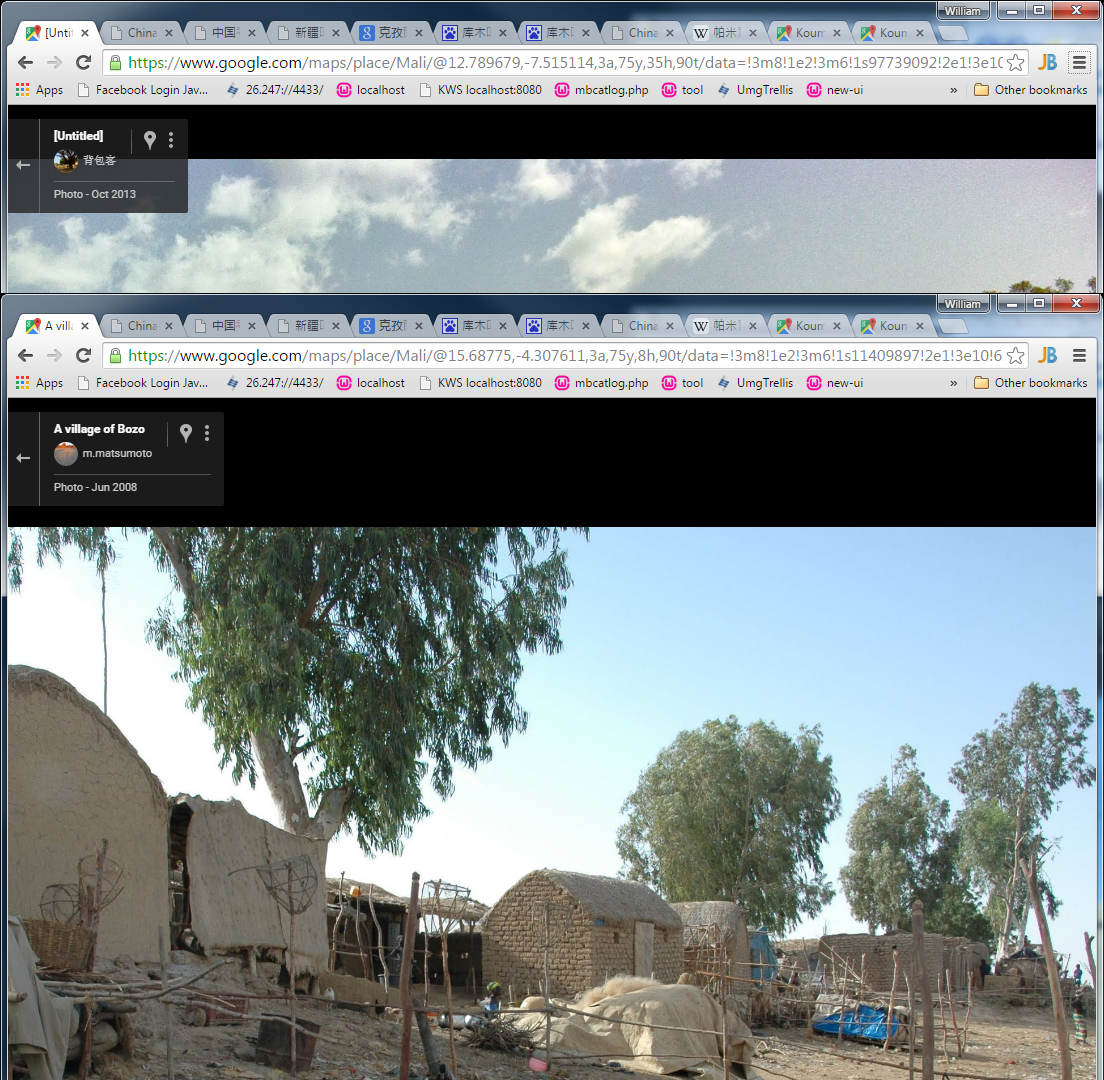 William
[Untit
China
中国
新疆
克孜
库木
库木
China
帕米
Koum
Koum
https://www.google.com/maps/place/Mali/@12.789679,-7.515114,3a,75y,35h,90t/data=!3m8!1e2!3m6!1s97739092!2e1!3e10
Apps
Facebook Login Jav...
26.247://4433/
localhost
KWS localhost:8080
mbcatlog.php
tool
UmgTrellis
new-ui
»
Other bookmarks
JB
[Untitled]
背包客
Photo - Oct 2013
William
A villa
China
中国
新疆
克孜
库木
库木
China
帕米
Koum
Koum
https://www.google.com/maps/place/Mali/@15.68775,-4.307611,3a,75y,8h,90t/data=!3m8!1e2!3m6!1s11409897!2e1!3e10!6
JB
Apps
Facebook Login Jav...
26.247://4433/
localhost
KWS localhost:8080
mbcatlog.php
tool
UmgTrellis
new-ui
»
Other bookmarks
A village of Bozo
m.matsumoto
Photo - Jun 2008